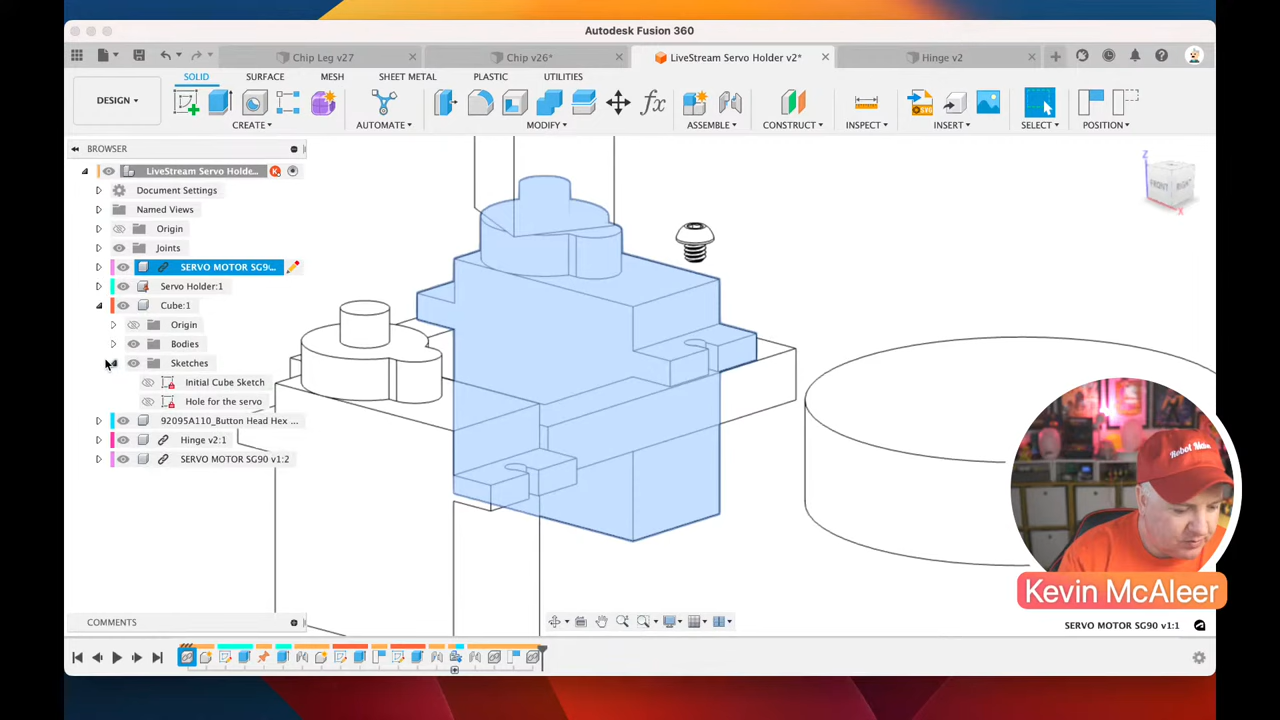 Autodesk Fusion 360
Chip Leg v27
Chip v26*
LiveStream Servo Holder v2*
Hinge v2
SOLID
SURFACE
MESH
SHEET METAL
PLASTIC
UTILITIES
DESIGN
fx
CREATE
AUTOMATE
MODIFY
ASSEMBLE
CONSTRUCT
INSPECT
INSERT
SELECT
POSITION
BROWSER
LiveStream Servo Holde...
K
Document Settings
Named Views
Origin
Joints
SERVO MOTOR SG9...
Servo Holder:1
Cube:1
Origin
Bodies
Sketches
Initial Cube Sketch
Hole for the servo
92095A110_Button Head Hex ...
Hinge v2:1
SERVO MOTOR SG90 v1:2
Z
FRONT
RIGHT
X
Kevin McAleer
COMMENTS
SERVO MOTOR SG90 v1:1